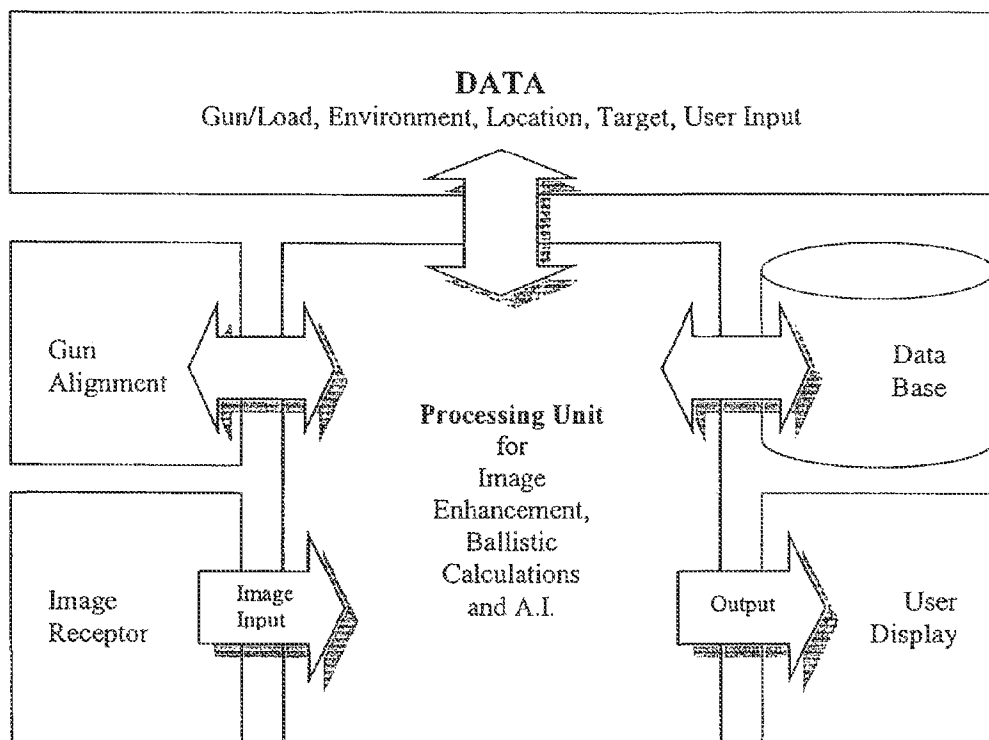 DATA
Gun/Load, Environment, Location, Target, User Input
Gun
Alignment
Data
Base
Processing Unit
for
Image
Enhancement,
Ballistic
Calculations
and A.I.
Image
Receptor
Image
Input
Output
User
Display